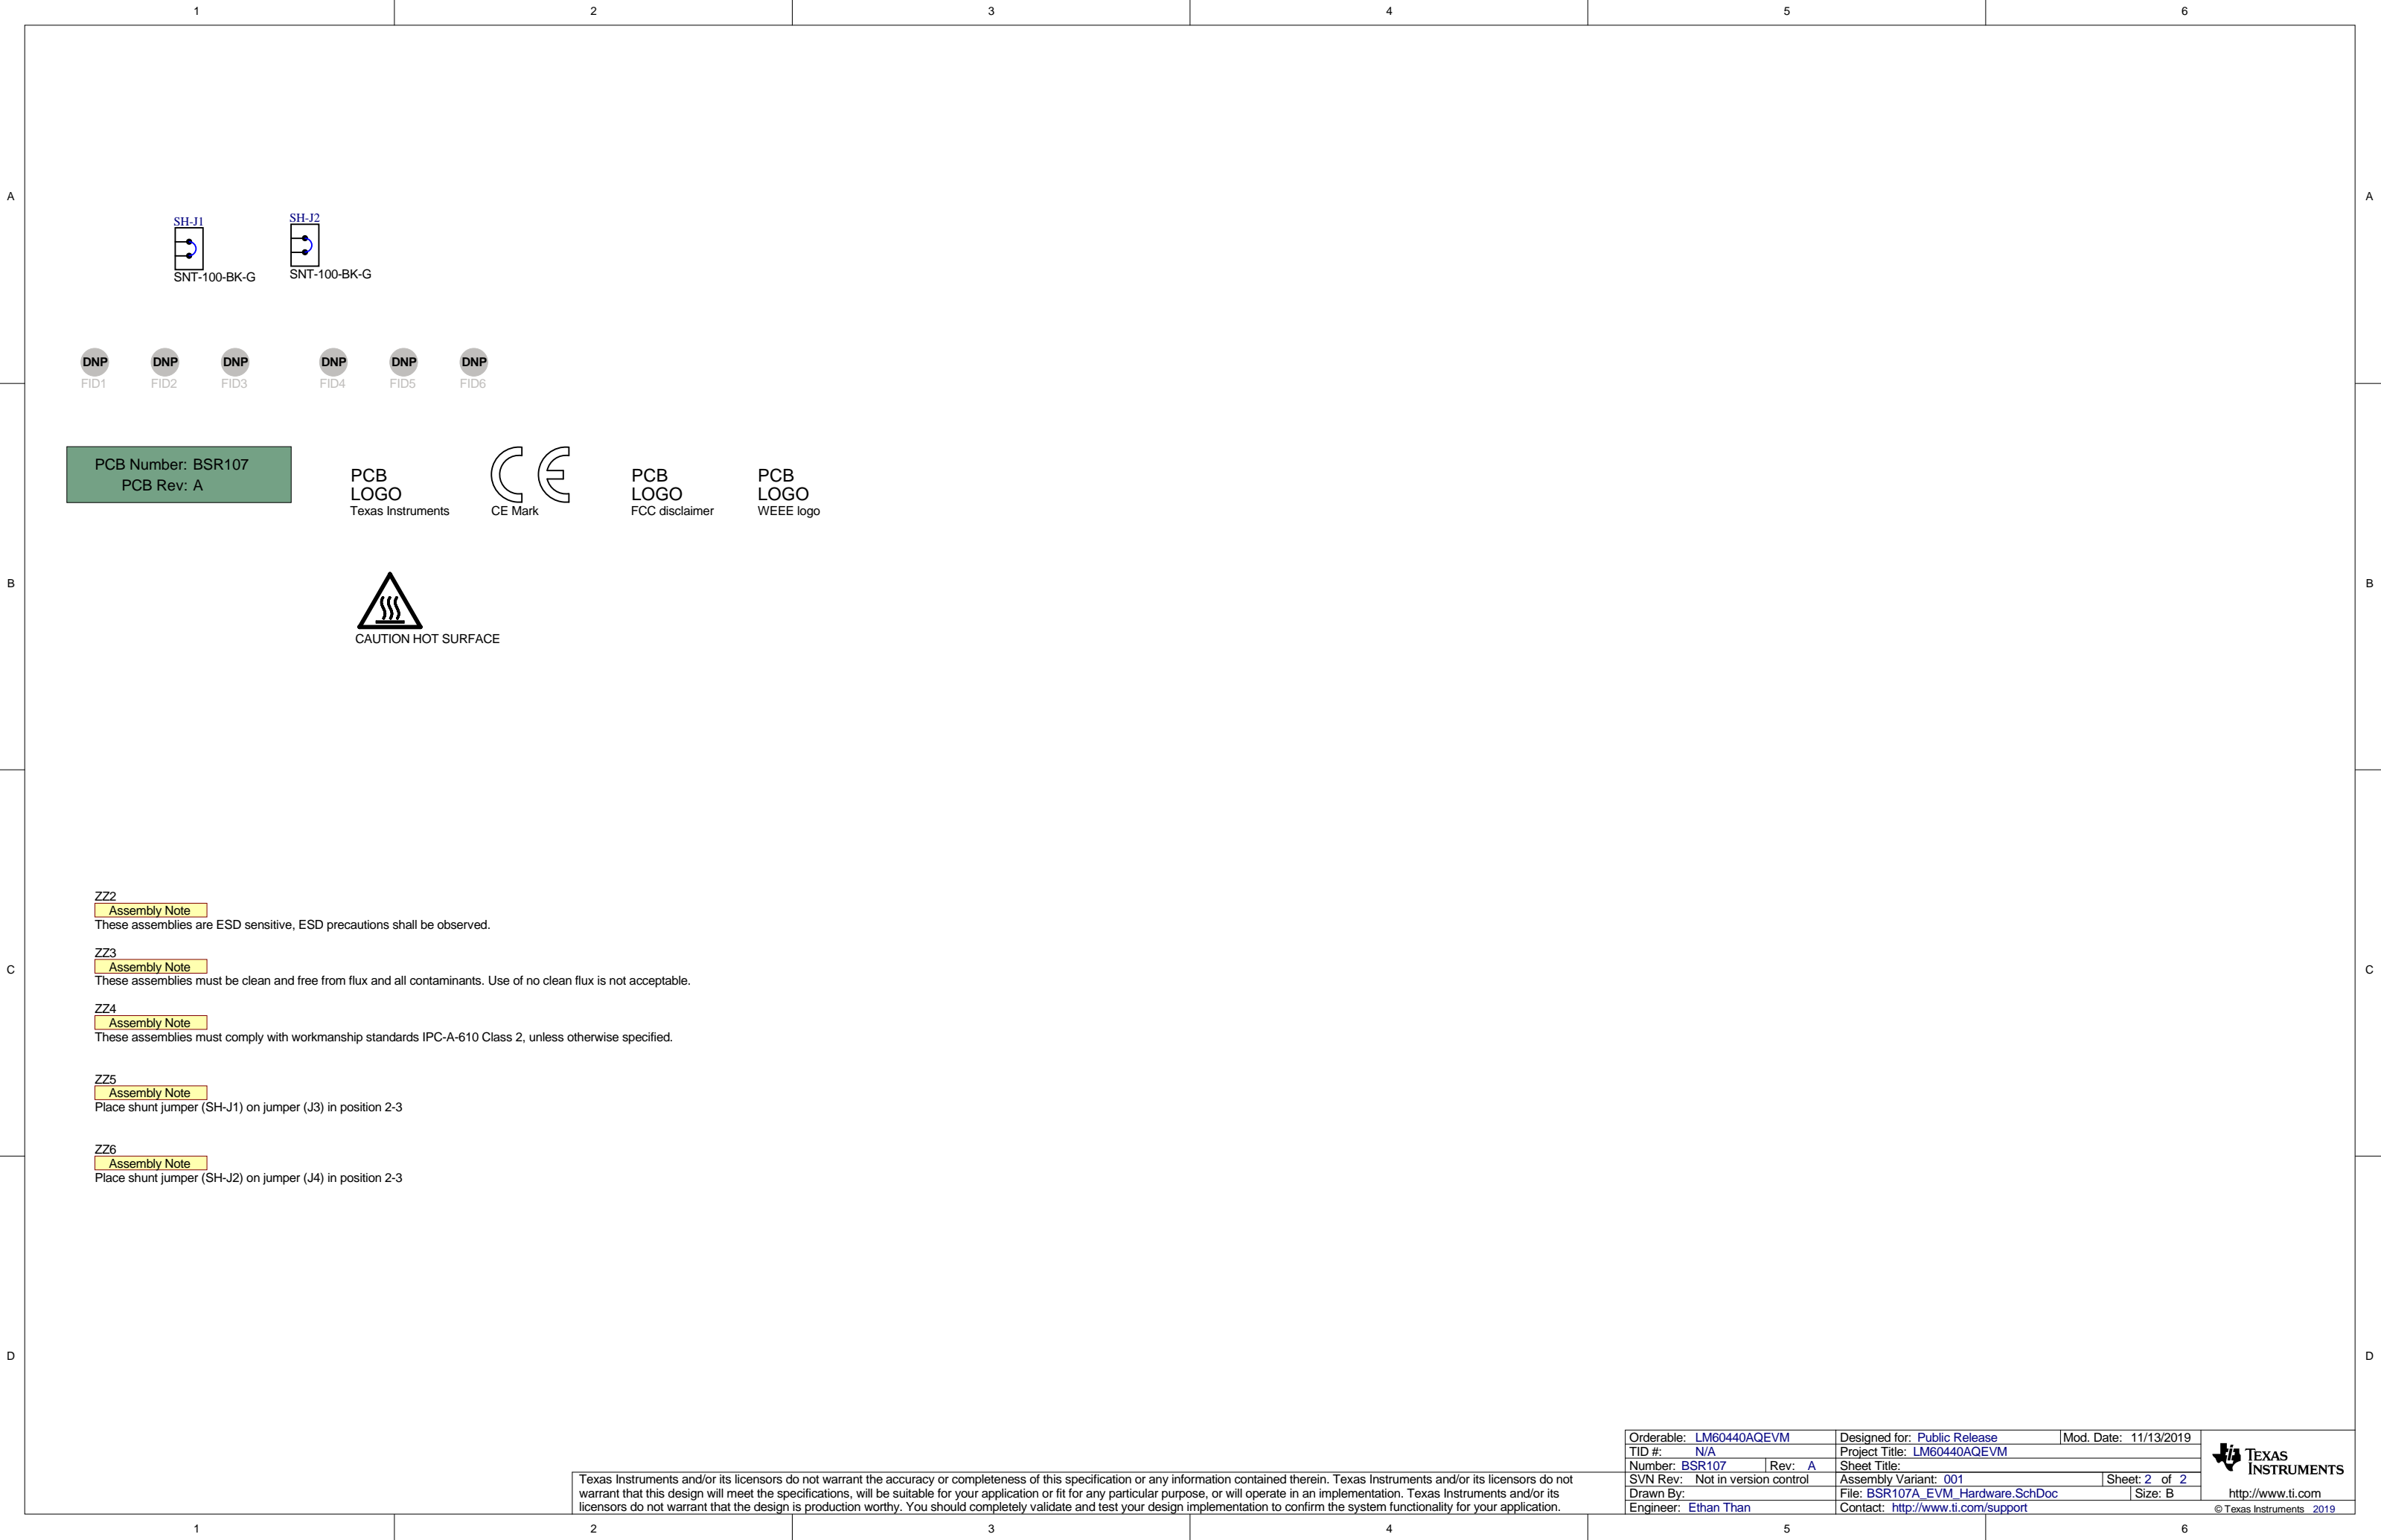 1 2 3 4 5 6
A A
SH-J1 SH-J2
SNT-100-BK-G SNT-100-BK-G
DNP DNP DNP DNP DNP DNP
FID1 FID2 FID3 FID4 FID5 FID6
PCB Number: BSR107
PCB Rev: A
PCB
LOGO
Texas Instruments
CE
CE Mark
PCB
LOGO
FCC disclaimer
PCB
LOGO
WEEE logo
B B
CAUTION HOT SURFACE
ZZ2
Assembly Note
These assemblies are ESD sensitive, ESD precautions shall be observed.
ZZ3
Assembly Note
These assemblies must be clean and free from flux and all contaminants. Use of no clean flux is not acceptable.
C C
ZZ4
Assembly Note
These assemblies must comply with workmanship standards IPC-A-610 Class 2, unless otherwise specified.
ZZ5
Assembly Note
Place shunt jumper (SH-J1) on jumper (J3) in position 2-3
ZZ6
Assembly Note
Place shunt jumper (SH-J2) on jumper (J4) in position 2-3
D D
Texas Instruments and/or its licensors do not warrant the accuracy or completeness of this specification or any information contained therein. Texas Instruments and/or its licensors do not
warrant that this design will meet the specifications, will be suitable for your application or fit for any particular purpose, or will operate in an implementation. Texas Instruments and/or its
licensors do not warrant that the design is production worthy. You should completely validate and test your design implementation to confirm the system functionality for your application.
Orderable: LM60440AQEVM Designed for: Public Release Mod. Date: 11/13/2019
TID #: N/A Project Title: LM60440AQEVM
Number: BSR107 Rev: A Sheet Title:
SVN Rev: Not in version control Assembly Variant: 001 Sheet: 2 of 2
Drawn By: File: BSR107A_EVM_Hardware.SchDoc Size: B
Engineer: Ethan Than Contact: http://www.ti.com/support
TEXAS
INSTRUMENTS
http://www.ti.com
© Texas Instruments 2019
1 2 3 4 5 6